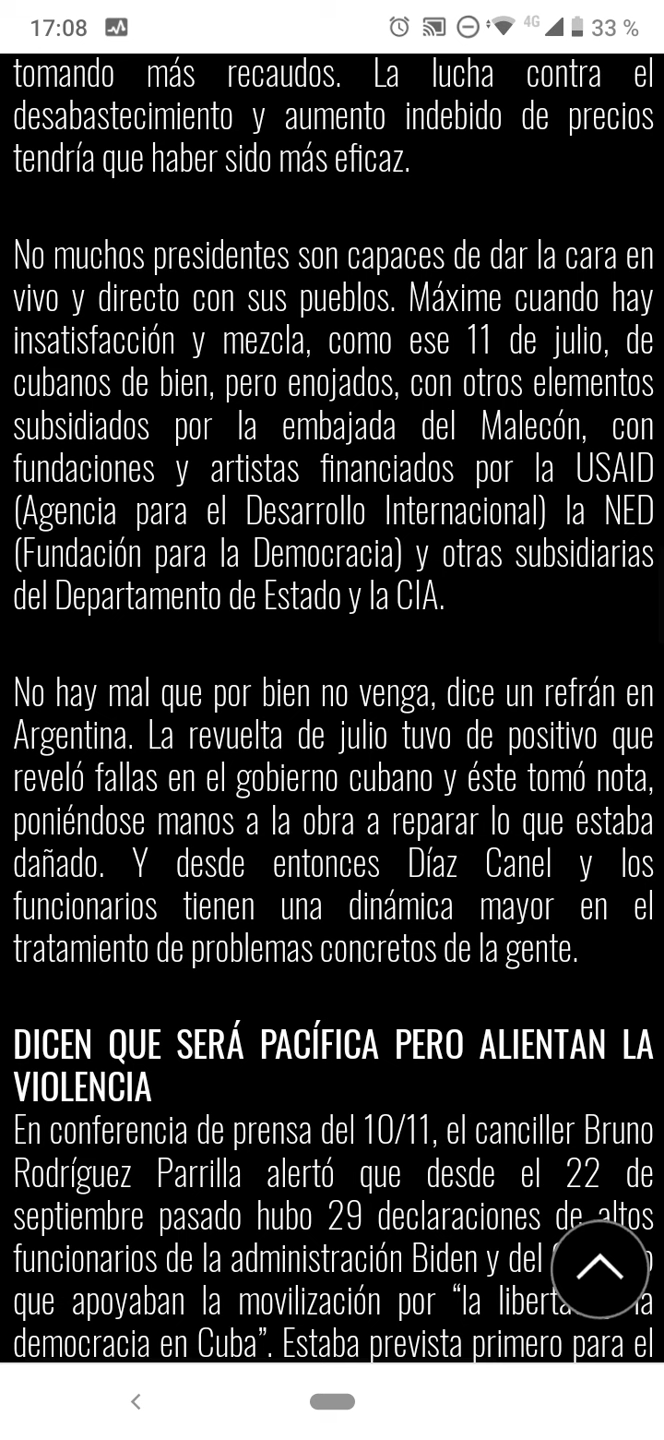 17:08 4G 33 %
tomando más recaudos. La lucha contra el
desabastecimiento y aumento indebido de precios
tendría que haber sido más eficaz.
No muchos presidentes son capaces de dar la cara en
vivo y directo con sus pueblos. Máxime cuando hay
insatisfacción y mezcla, como ese 11 de julio, de
cubanos de bien, pero enojados, con otros elementos
subsidiados por la embajada del Malecón, con
fundaciones y artistas financiados por la USAID
(Agencia para el Desarrollo Internacional) la NED
(Fundación para la Democracia) y otras subsidiarias
del Departamento de Estado y la CIA.
No hay mal que por bien no venga, dice un refrán en
Argentina. La revuelta de julio tuvo de positivo que
reveló fallas en el gobierno cubano y éste tomó nota,
poniéndose manos a la obra a reparar lo que estaba
dañado. Y desde entonces Díaz Canel y los
funcionarios tienen una dinámica mayor en el
tratamiento de problemas concretos de la gente.
DICEN QUE SERÁ PACÍFICA PERO ALIENTAN LA
VIOLENCIA
En conferencia de prensa del 10/11, el canciller Bruno
Rodríguez Parrilla alertó que desde el 22 de
septiembre pasado hubo 29 declaraciones de altos
funcionarios de la administración Biden y del
que apoyaban la movilización por “la
democracia en Cuba”. Estaba prevista primero para el